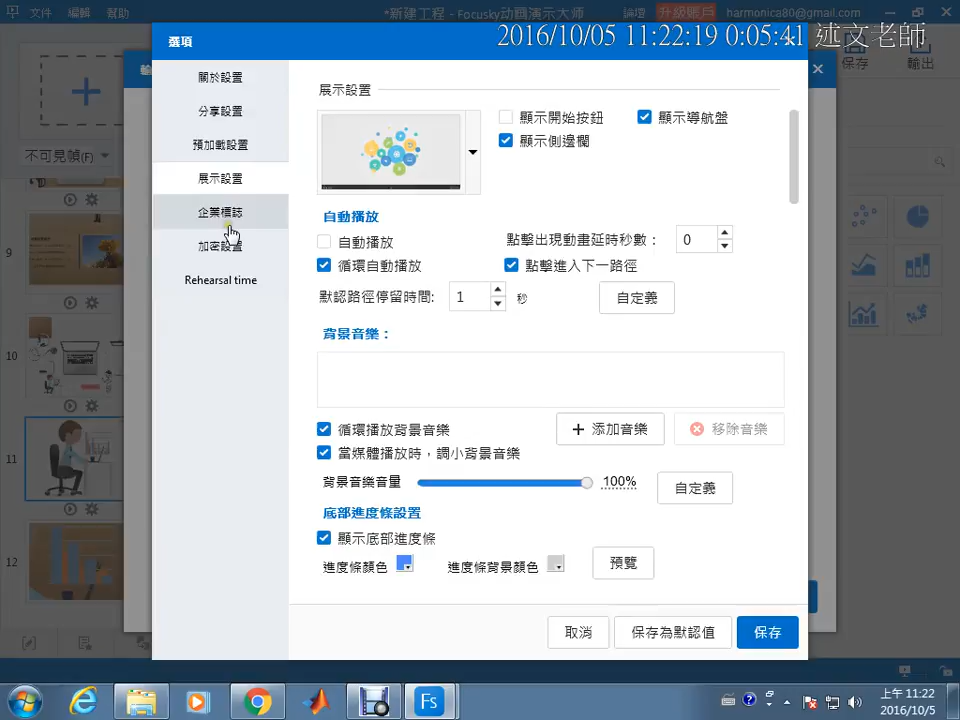 文件 編輯 幫助
*新建工程 - Focusky动画演示大师
論壇 升級賬戶 harmonica80@gmail.com
2016/10/05 11:22:19 0:05:41 述文老師
選項
保存 輸出
不可見幀(F)
9
10
11
12
關於設置
分享設置
預加載設置
展示設置
企業標誌
加密設置
Rehearsal time
展示設置
顯示開始按鈕 顯示導航盤
顯示側邊欄
自動播放
自動播放 點擊出現動畫延時秒數： 0
循環自動播放 點擊進入下一路徑
默認路徑停留時間: 1 秒 自定義
背景音樂：
循環播放背景音樂 添加音樂 移除音樂
當媒體播放時，調小背景音樂
背景音樂音量 100% 自定義
底部進度條設置
顯示底部進度條
進度條顏色 進度條背景顏色 預覽
取消 保存為默認值 保存
Fs
上午 11:22
2016/10/5